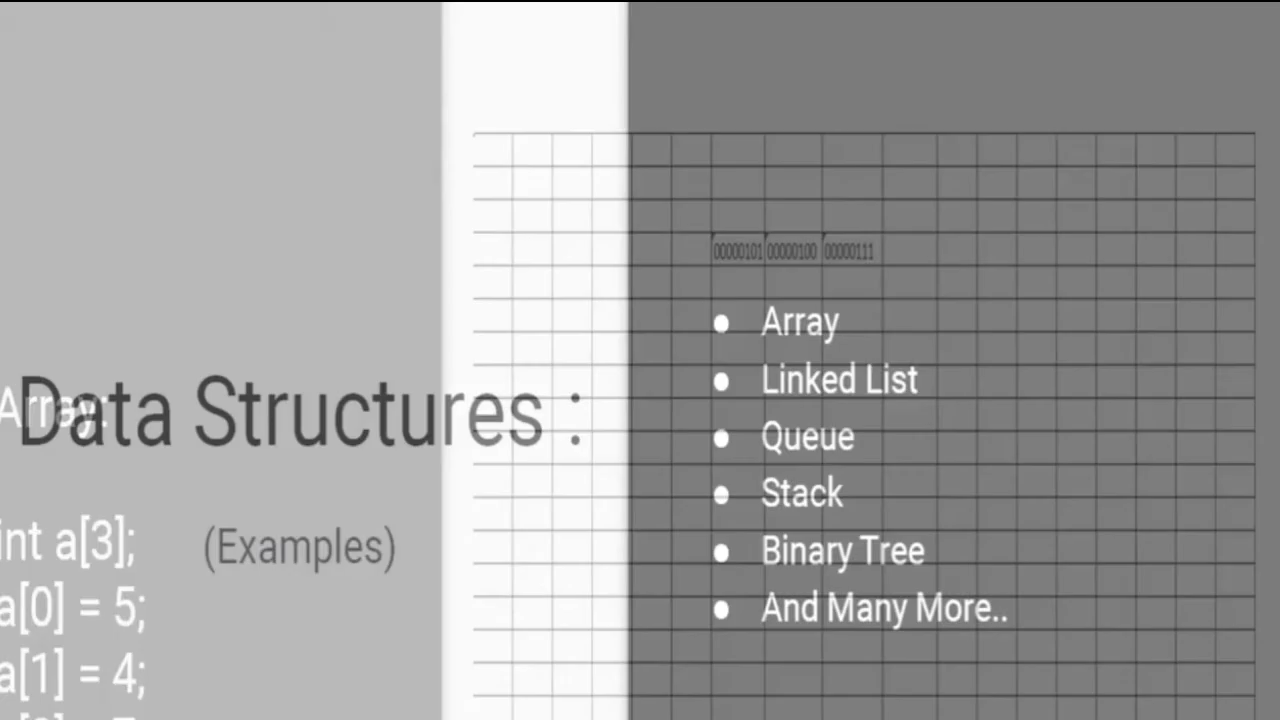 Data Structures :
(Examples)
Array:
int a[3];
a[0] = 5;
a[1] = 4;
00000101 00000100 00000111
• Array
• Linked List
• Queue
• Stack
• Binary Tree
• And Many More..